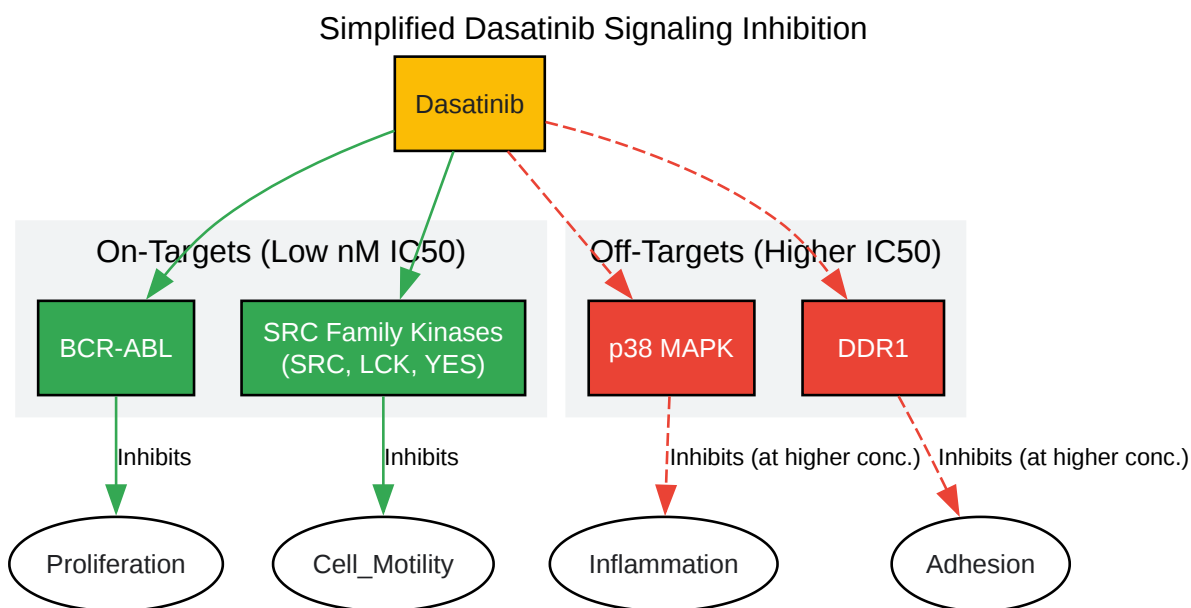 Simplified Dasatinib Signaling Inhibition
Dasatinib
On-Targets (Low nM IC50)
Off-Targets (Higher IC50)
BCR-ABL
SRC Family Kinases
(SRC, LCK, YES)
p38 MAPK
DDR1
Inhibits
Inhibits
Inhibits (at higher conc.)
Inhibits (at higher conc.)
Proliferation
Cell_Motility
Inflammation
Adhesion